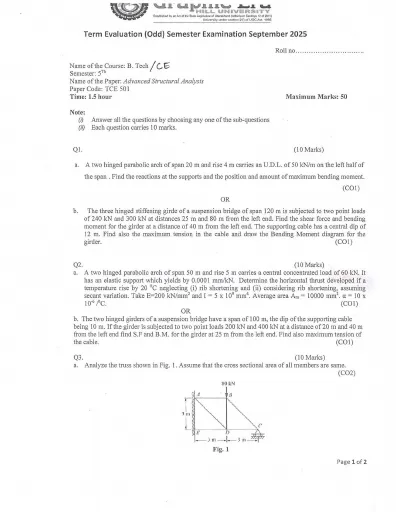 Graphic Era
HILL UNIVERSITY
Term Evaluation (Odd) Semester Examination September 2025
Roll no..............................
Name of the Course: B. Tech /CE
Semester: 5th
Name of the Paper: Advanced Structural Analysis
Paper Code: TCE 503
Time: 1.5 hour Maximum Marks: 50
Note:
(i) Answer all the questions by choosing any one of the sub-questions
(ii) Each question carries 10 marks.
Q1. (10 Marks)
a. A two hinged parabolic arch of span 20 m and rise 4 m carries an U.D.L. of 50 kN/m on the left half of
the span . Find the reactions at the supports and the position and amount of maximum bending moment.
(CO1)
OR
b. The three hinged stiffening girde of a suspension bridge of span 120 m is subjected to two point loads
of 240 kN and 300 kN at distances 25 m and 80 m from the left end. Find the shear force and bending
moment for the girder at a distance of 40 m from the left end. The supporting cable has a central dip of
12 m. Find also the maximum tension in the cable and draw the Bending Moment diagram for the
girder. (CO1)
Q2. (10 Marks)
a. A two hinged parabolic arch of span 50 m and rise 5 m carries a central concentrated load of 60 kN. It
has an elastic support which yields by 0.0001 mm/kN. Determine the horizontal thrust developed if a
temperature rise by 20 °C neglecting (i) rib shortening and (ii) considering rib shortening, assuming
secant variation. Take E=200 kN/mm² and I = 5 x 10⁹ mm⁴. Average area Am = 10000 mm². α = 10 x
10⁻⁶ /°C. (CO1)
OR
b. The two hinged girders of a suspension bridge have a span of 100 m, the dip of the supporting cable
being 10 m. If the girder is subjected to two point loads 200 kN and 400 kN at a distance of 20 m and 40 m
from the left end find S.F and B.M. for the girder at 25 m from the left end. Find also maximum tension of
the cable. (CO1)
Q3. (10 Marks)
a. Analyze the truss shown in Fig. 1. Assume that the cross sectional area of all members are same.
(CO2)
80 kN
A B
3 m
E D C
3 m 3 m
Fig. 1
Page 1 of 2